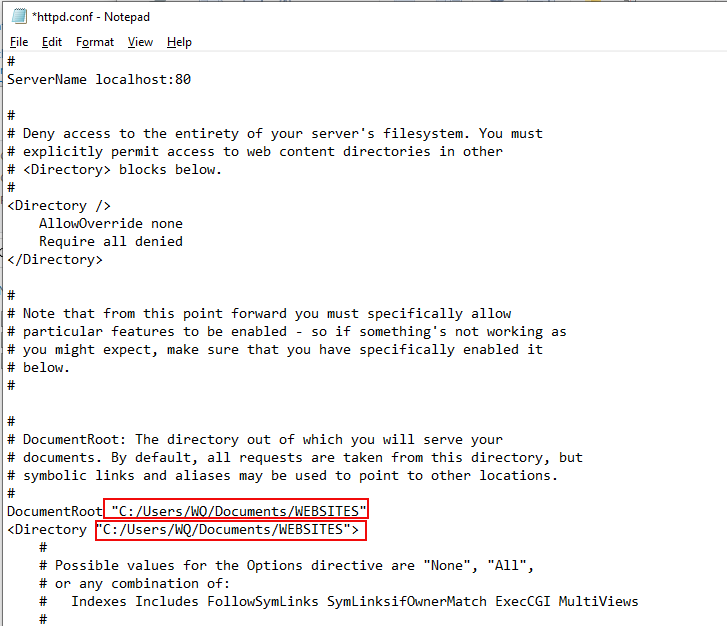 *httpd.conf - Notepad
File Edit Format View Help
#
ServerName localhost:80
#
# Deny access to the entirety of your server's filesystem. You must
# explicitly permit access to web content directories in other
# <Directory> blocks below.
#
<Directory />
    AllowOverride none
    Require all denied
</Directory>
#
# Note that from this point forward you must specifically allow
# particular features to be enabled - so if something's not working as
# you might expect, make sure that you have specifically enabled it
# below.
#
#
# DocumentRoot: The directory out of which you will serve your
# documents. By default, all requests are taken from this directory, but
# symbolic links and aliases may be used to point to other locations.
#
DocumentRoot "C:/Users/WQ/Documents/WEBSITES"
<Directory "C:/Users/WQ/Documents/WEBSITES">
    #
    # Possible values for the Options directive are "None", "All",
    # or any combination of:
    #   Indexes Includes FollowSymLinks SymLinksifOwnerMatch ExecCGI MultiViews
    #